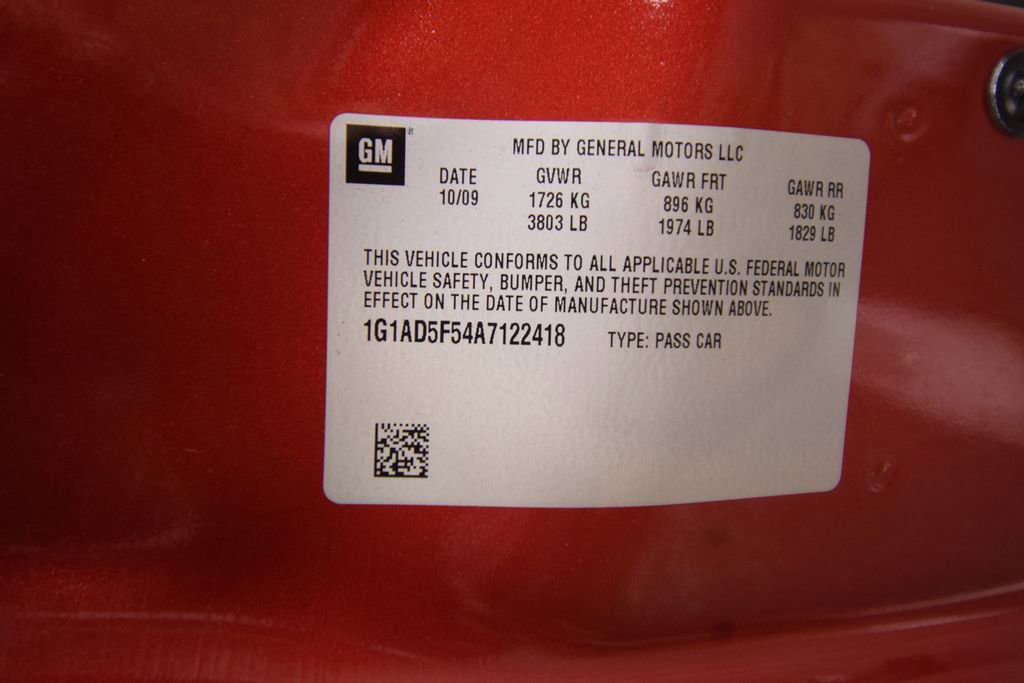 GM®
MFD BY GENERAL MOTORS LLC
DATE GVWR GAWR FRT GAWR RR
10/09 1726 KG 896 KG 830 KG
3803 LB 1974 LB 1829 LB
THIS VEHICLE CONFORMS TO ALL APPLICABLE U.S. FEDERAL MOTOR
VEHICLE SAFETY, BUMPER, AND THEFT PREVENTION STANDARDS IN
EFFECT ON THE DATE OF MANUFACTURE SHOWN ABOVE.
1G1AD5F54A7122418 TYPE: PASS CAR